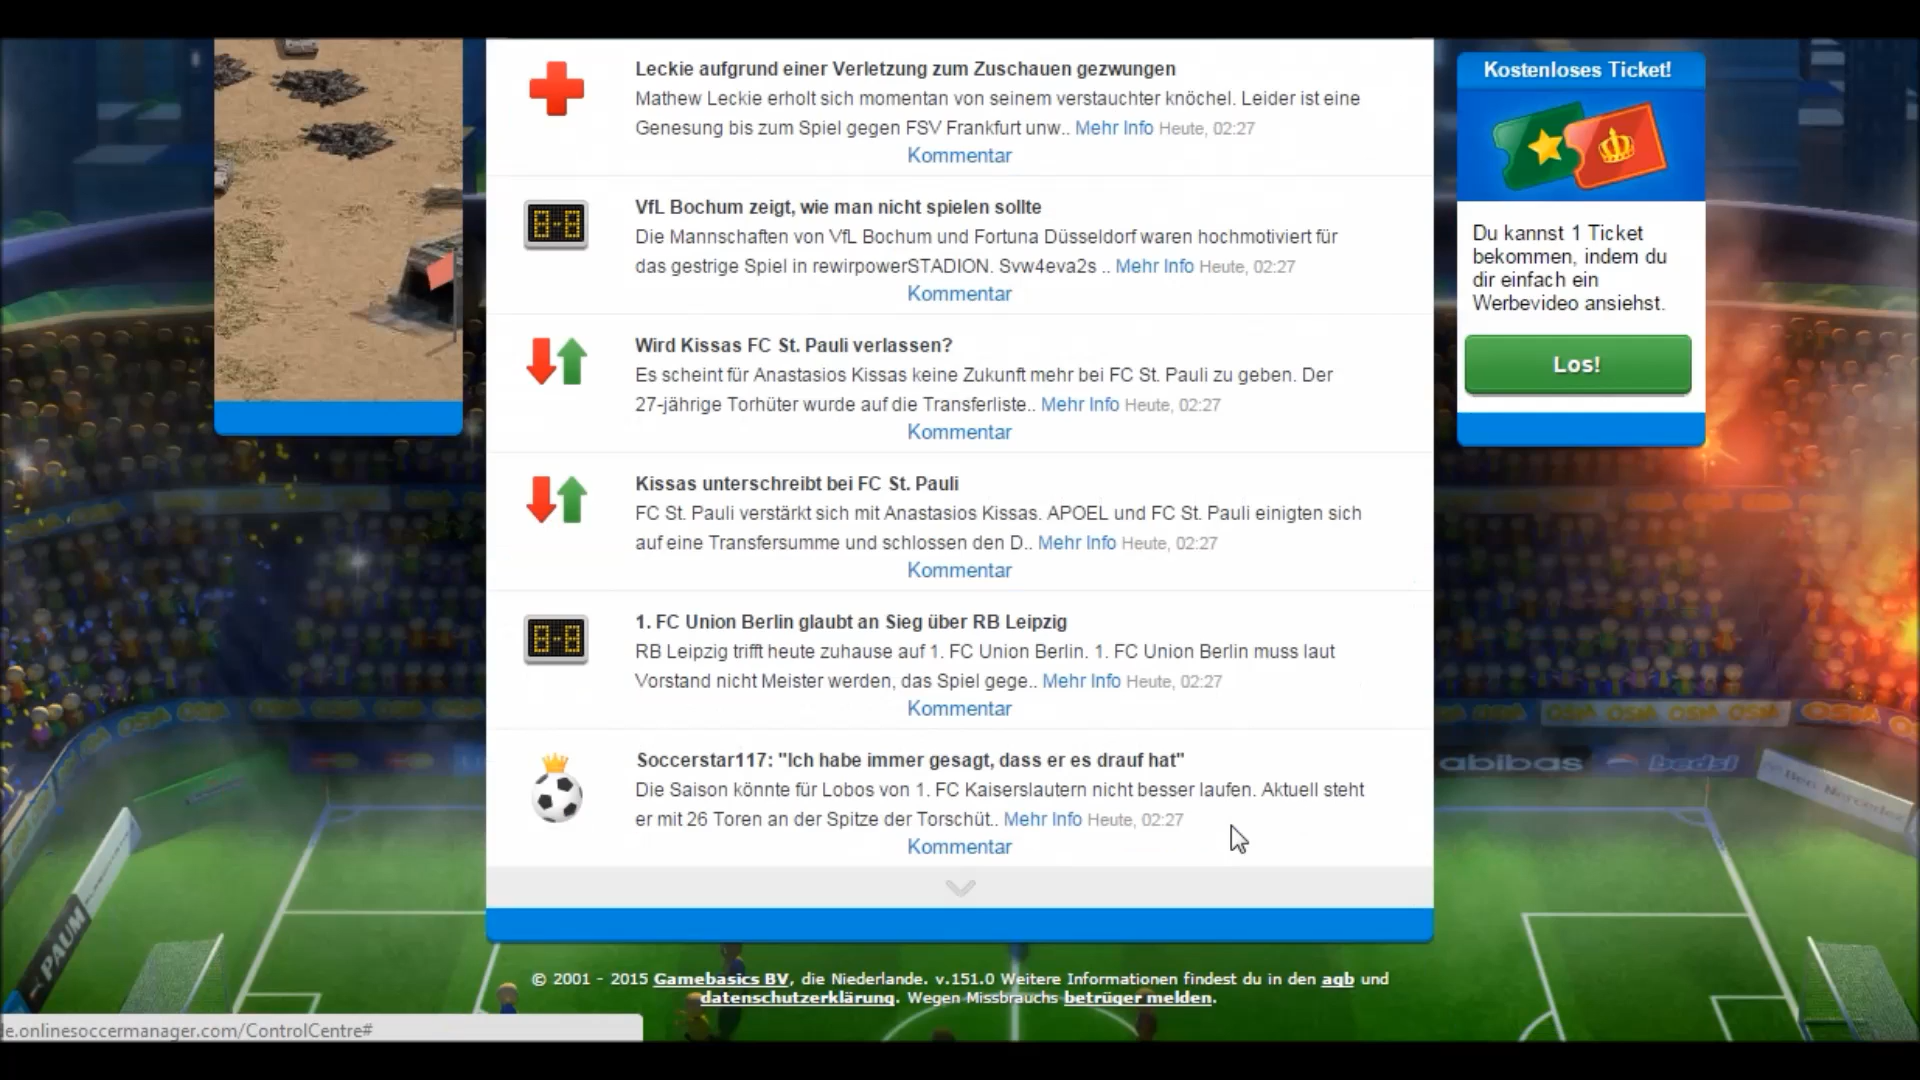 Leckie aufgrund einer Verletzung zum Zuschauen gezwungen
Mathew Leckie erholt sich momentan von seinem verstauchter knöchel. Leider ist eine
Genesung bis zum Spiel gegen FSV Frankfurt unw.. Mehr Info Heute, 02:27
Kommentar
VfL Bochum zeigt, wie man nicht spielen sollte
Die Mannschaften von VfL Bochum und Fortuna Düsseldorf waren hochmotiviert für
das gestrige Spiel in rewirpowerSTADION. Svw4eva2s .. Mehr Info Heute, 02:27
Kommentar
Wird Kissas FC St. Pauli verlassen?
Es scheint für Anastasios Kissas keine Zukunft mehr bei FC St. Pauli zu geben. Der
27-jährige Torhüter wurde auf die Transferliste.. Mehr Info Heute, 02:27
Kommentar
Kissas unterschreibt bei FC St. Pauli
FC St. Pauli verstärkt sich mit Anastasios Kissas. APOEL und FC St. Pauli einigten sich
auf eine Transfersumme und schlossen den D.. Mehr Info Heute, 02:27
Kommentar
1. FC Union Berlin glaubt an Sieg über RB Leipzig
RB Leipzig trifft heute zuhause auf 1. FC Union Berlin. 1. FC Union Berlin muss laut
Vorstand nicht Meister werden, das Spiel gege.. Mehr Info Heute, 02:27
Kommentar
Soccerstar117: "Ich habe immer gesagt, dass er es drauf hat"
Die Saison könnte für Lobos von 1. FC Kaiserslautern nicht besser laufen. Aktuell steht
er mit 26 Toren an der Spitze der Torschüt.. Mehr Info Heute, 02:27
Kommentar
Kostenloses Ticket!
Du kannst 1 Ticket
bekommen, indem du
dir einfach ein
Werbevideo ansiehst.
Los!
8-8
8-8
OSM OSM OSM OSM
abibas
beds!
PAUM
© 2001 - 2015 Gamebasics BV, die Niederlande. v.151.0 Weitere Informationen findest du in den agb und
datenschutzerklärung. Wegen Missbrauchs betrüger melden.
de.onlinesoccermanager.com/ControlCentre#